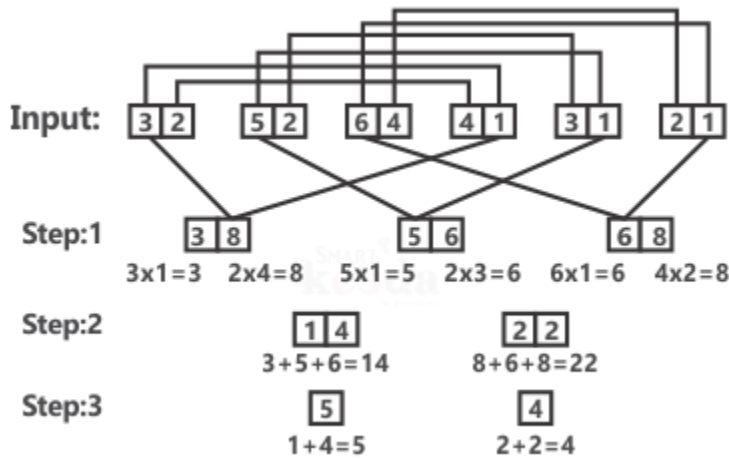 Input: 3 2 5 2 6 4 4 1 3 1 2 1
Step:1 3 8 5 6 6 8
3x1=3 2x4=8 5x1=5 2x3=6 6x1=6 4x2=8
Step:2 1 4 2 2
3+5+6=14 8+6+8=22
Step:3 5 4
1+4=5 2+2=4